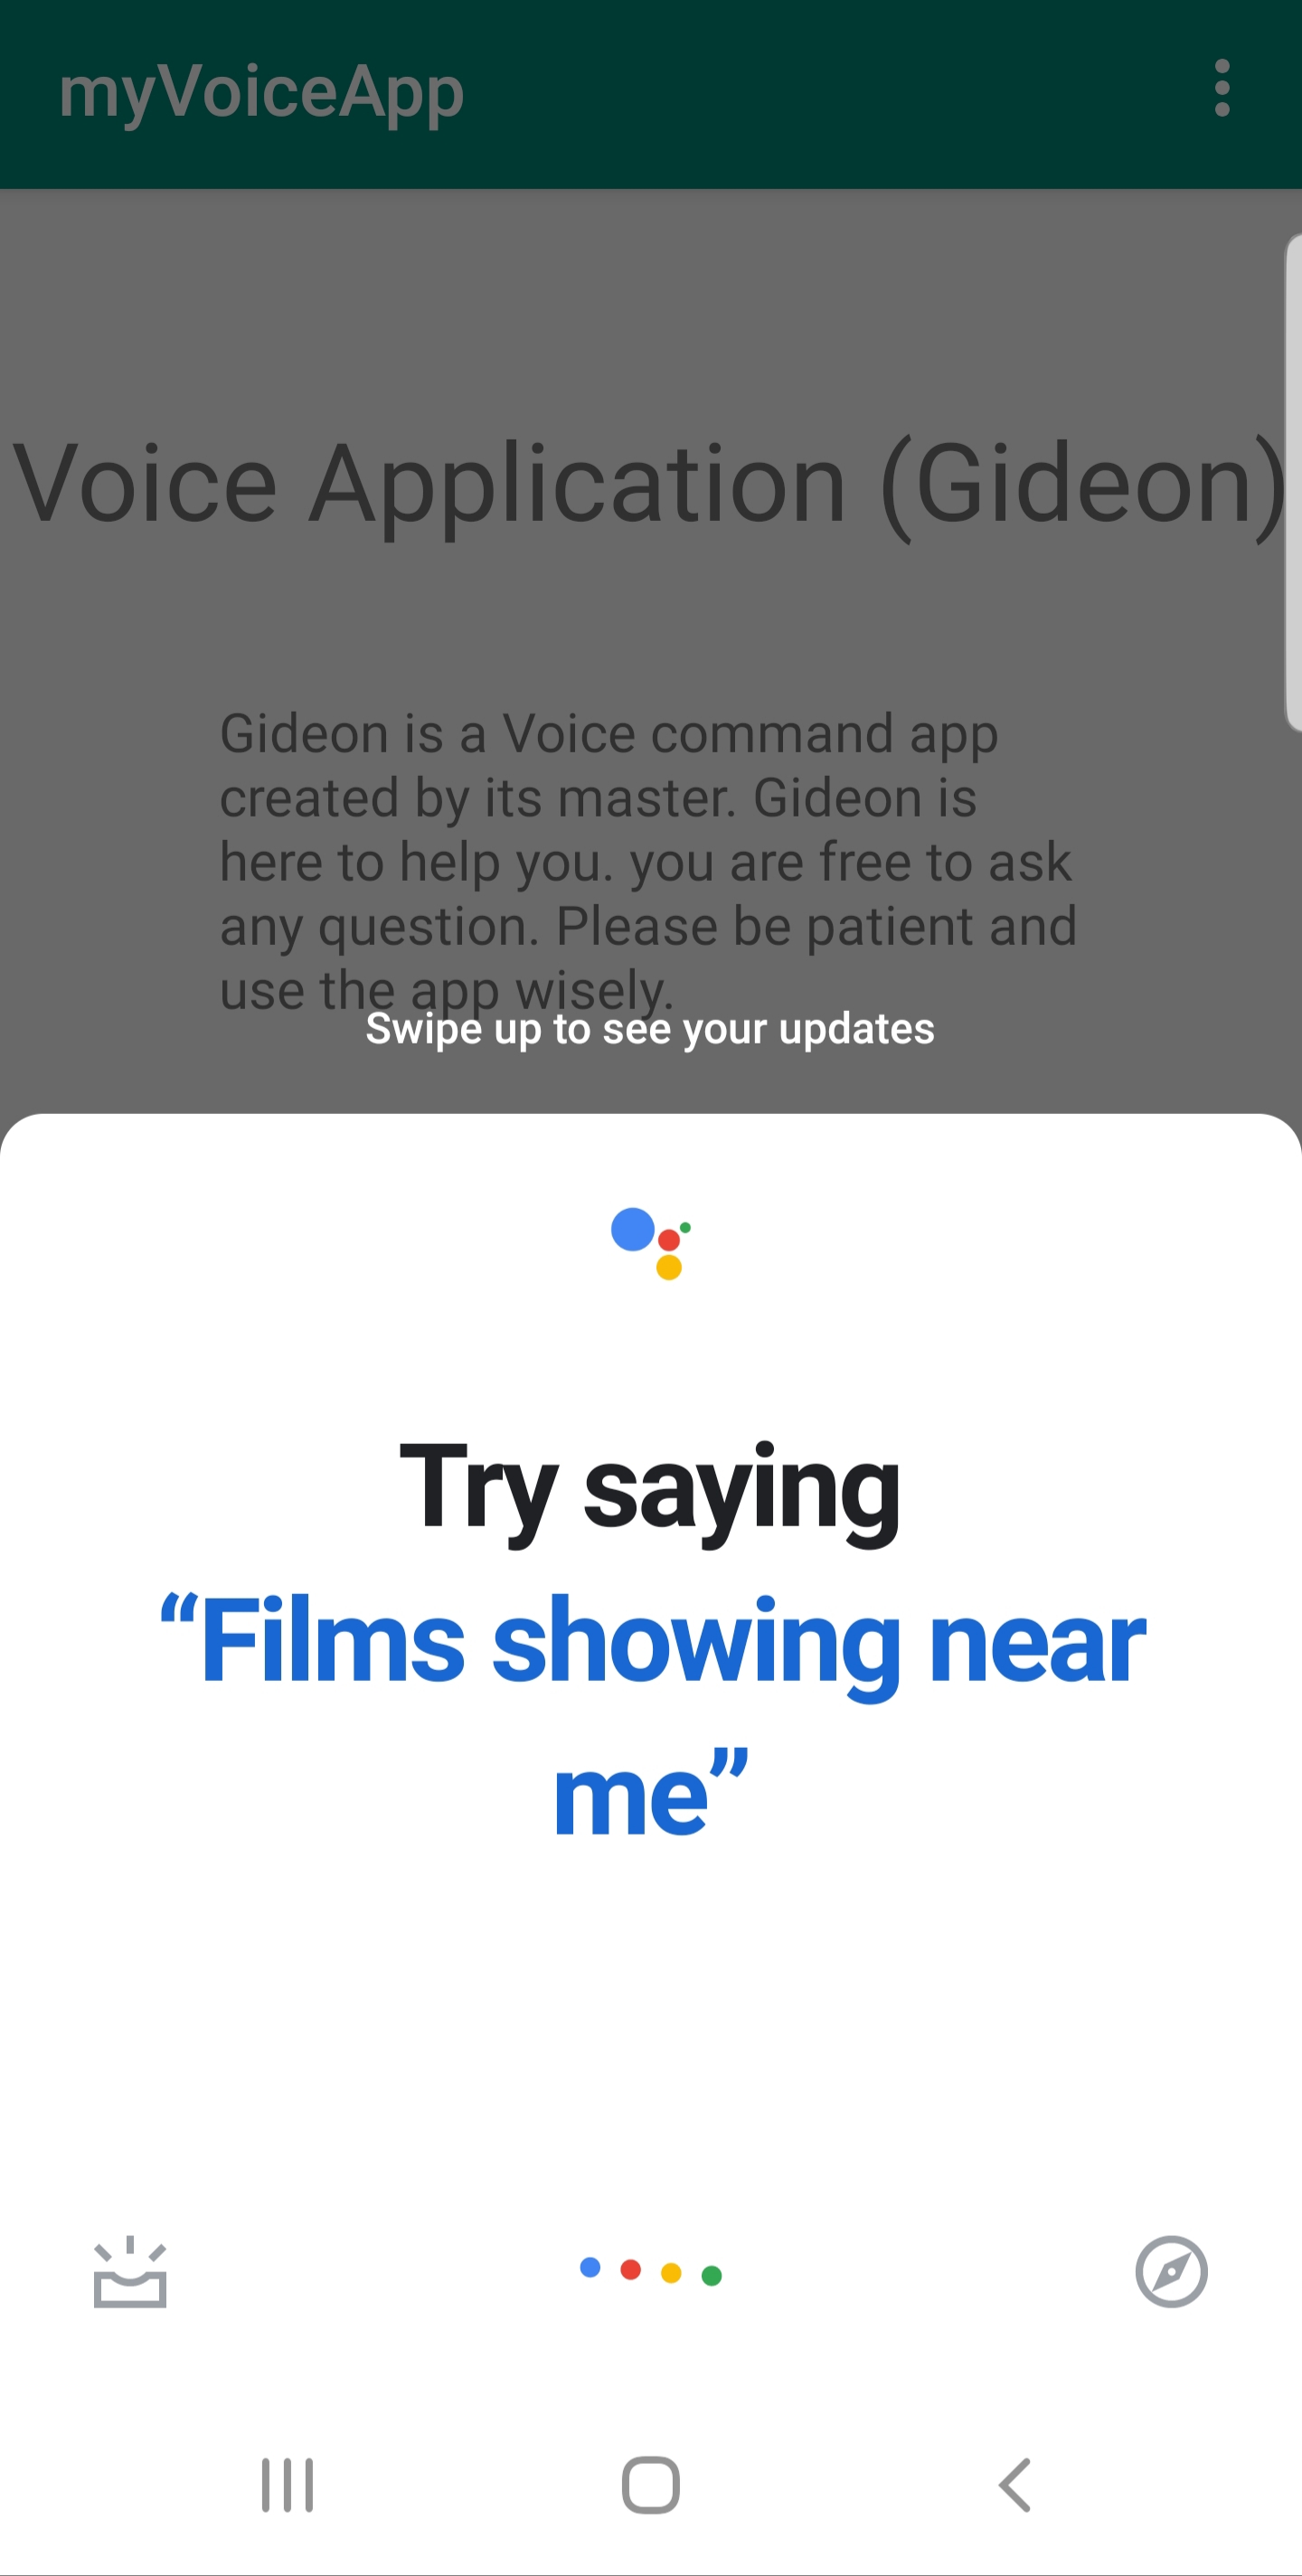 myVoiceApp
Voice Application (Gideon)
Gideon is a Voice command app
created by its master. Gideon is
here to help you. you are free to ask
any question. Please be patient and
use the app wisely.
Swipe up to see your updates
Try saying
“Films showing near
me”